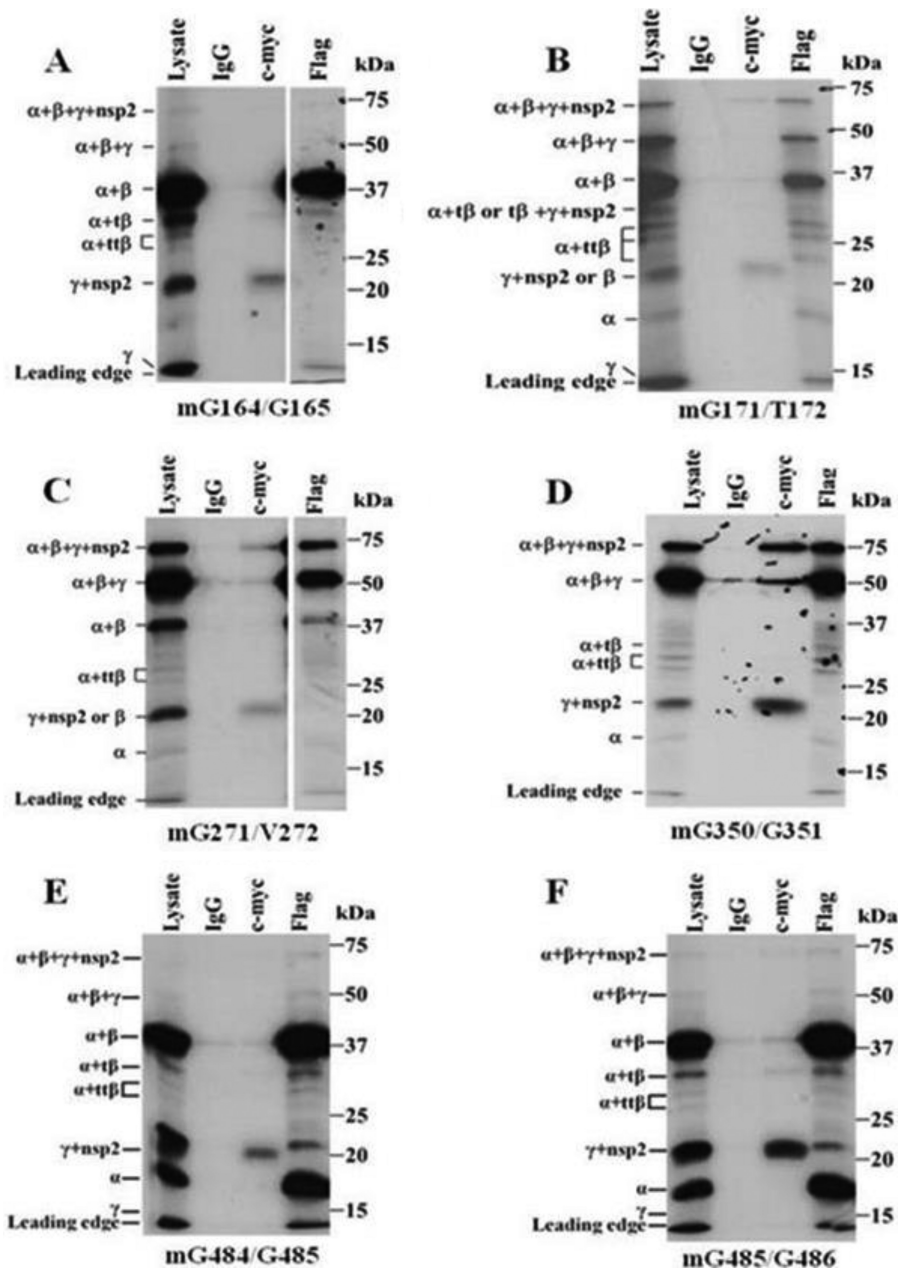 A
Lysate
IgG
c-myc
Flag
kDa
α+β+γ+nsp2
α+β+γ
α+β
α+tβ
α+ttβ
γ+nsp2
γ
Leading edge
75
50
37
25
20
15
mG164/G165
B
Lysate
IgG
c-myc
Flag
kDa
α+β+γ+nsp2
α+β+γ
α+β
α+tβ or tβ +γ+nsp2
α+ttβ
γ+nsp2 or β
α
γ
Leading edge
75
50
37
25
20
15
mG171/T172
C
Lysate
IgG
c-myc
Flag
kDa
α+β+γ+nsp2
α+β+γ
α+β
α+ttβ
γ+nsp2 or β
α
Leading edge
75
50
37
25
20
15
mG271/V272
D
Lysate
IgG
c-myc
Flag
kDa
α+β+γ+nsp2
α+β+γ
α+tβ
α+ttβ
γ+nsp2
α
Leading edge
75
50
37
25
20
15
mG350/G351
E
Lysate
IgG
c-myc
Flag
kDa
α+β+γ+nsp2
α+β+γ
α+β
α+tβ
α+ttβ
γ+nsp2
α
γ
Leading edge
75
50
37
25
20
15
mG484/G485
F
Lysate
IgG
c-myc
Flag
kDa
α+β+γ+nsp2
α+β+γ
α+β
α+tβ
α+ttβ
γ+nsp2
α
γ
Leading edge
75
50
37
25
20
15
mG485/G486